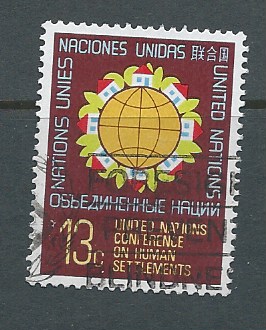 NACIONES UNIDAS 联合国
NATIONS UNIES
UNITED NATIONS
ОБЪЕДИНЕННЫЕ НАЦИИ
13c
UNITED NATIONS
CONFERENCE
ON HUMAN
SETTLEMENTS